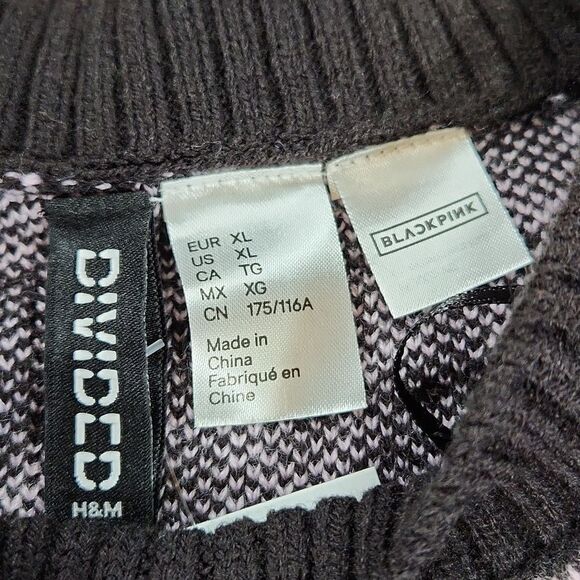 DIVIDED
H&M
EUR XL
US XL
CA TG
MX XG
CN 175/116A
Made in
China
Fabriqué en
Chine
BLACKPINK